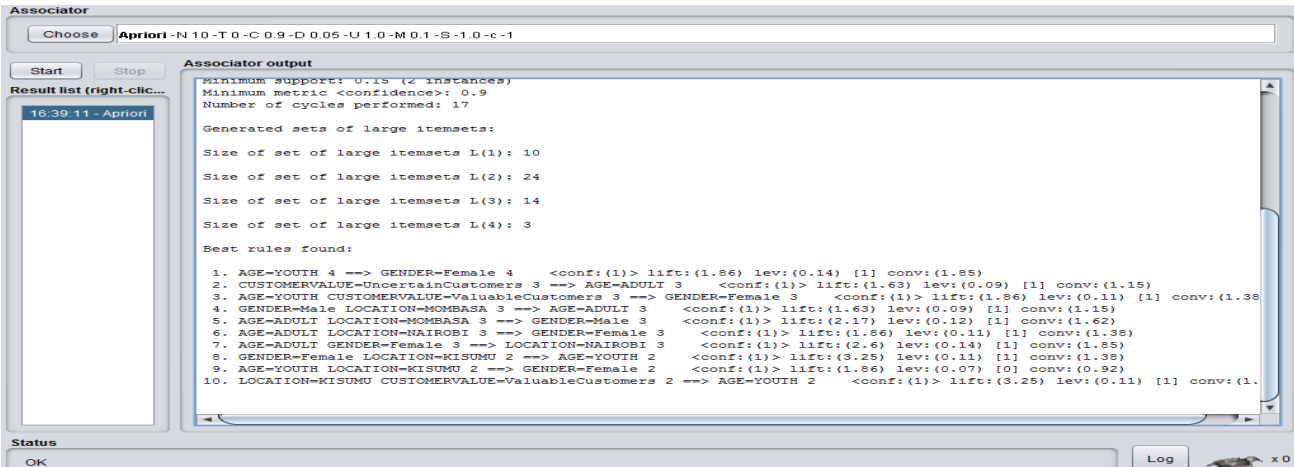 Associator
Choose Apriori -N 10 -T 0 -C 0.9 -D 0.05 -U 1.0 -M 0.1 -S -1.0 -c -1
Start Stop
Associator output
Result list (right-clic...
16:39:11 - Apriori
Minimum support: 0.15 (2 instances)
Minimum metric <confidence>: 0.9
Number of cycles performed: 17
Generated sets of large itemsets:
Size of set of large itemsets L(1): 10
Size of set of large itemsets L(2): 24
Size of set of large itemsets L(3): 14
Size of set of large itemsets L(4): 3
Best rules found:
1. AGE=YOUTH 4 ==> GENDER=Female 4 <conf:(1)> lift:(1.86) lev:(0.14) [1] conv:(1.85)
2. CUSTOMERVALUE=UncertainCustomers 3 ==> AGE=ADULT 3 <conf:(1)> lift:(1.63) lev:(0.09) [1] conv:(1.15)
3. AGE=YOUTH CUSTOMERVALUE=ValuableCustomers 3 ==> GENDER=Female 3 <conf:(1)> lift:(1.86) lev:(0.11) [1] conv:(1.38
4. GENDER=Male LOCATION=MOMBASA 3 ==> AGE=ADULT 3 <conf:(1)> lift:(1.63) lev:(0.09) [1] conv:(1.15)
5. AGE=ADULT LOCATION=MOMBASA 3 ==> GENDER=Male 3 <conf:(1)> lift:(2.17) lev:(0.12) [1] conv:(1.62)
6. AGE=ADULT LOCATION=NAIROBI 3 ==> GENDER=Female 3 <conf:(1)> lift:(1.86) lev:(0.11) [1] conv:(1.38)
7. AGE=ADULT GENDER=Female 3 ==> LOCATION=NAIROBI 3 <conf:(1)> lift:(2.6) lev:(0.14) [1] conv:(1.85)
8. GENDER=Female LOCATION=KISUMU 2 ==> AGE=YOUTH 2 <conf:(1)> lift:(3.25) lev:(0.11) [1] conv:(1.38)
9. AGE=YOUTH LOCATION=KISUMU 2 ==> GENDER=Female 2 <conf:(1)> lift:(1.86) lev:(0.07) [0] conv:(0.92)
10. LOCATION=KISUMU CUSTOMERVALUE=ValuableCustomers 2 ==> AGE=YOUTH 2 <conf:(1)> lift:(3.25) lev:(0.11) [1] conv:(1.
Status
OK
Log
x 0